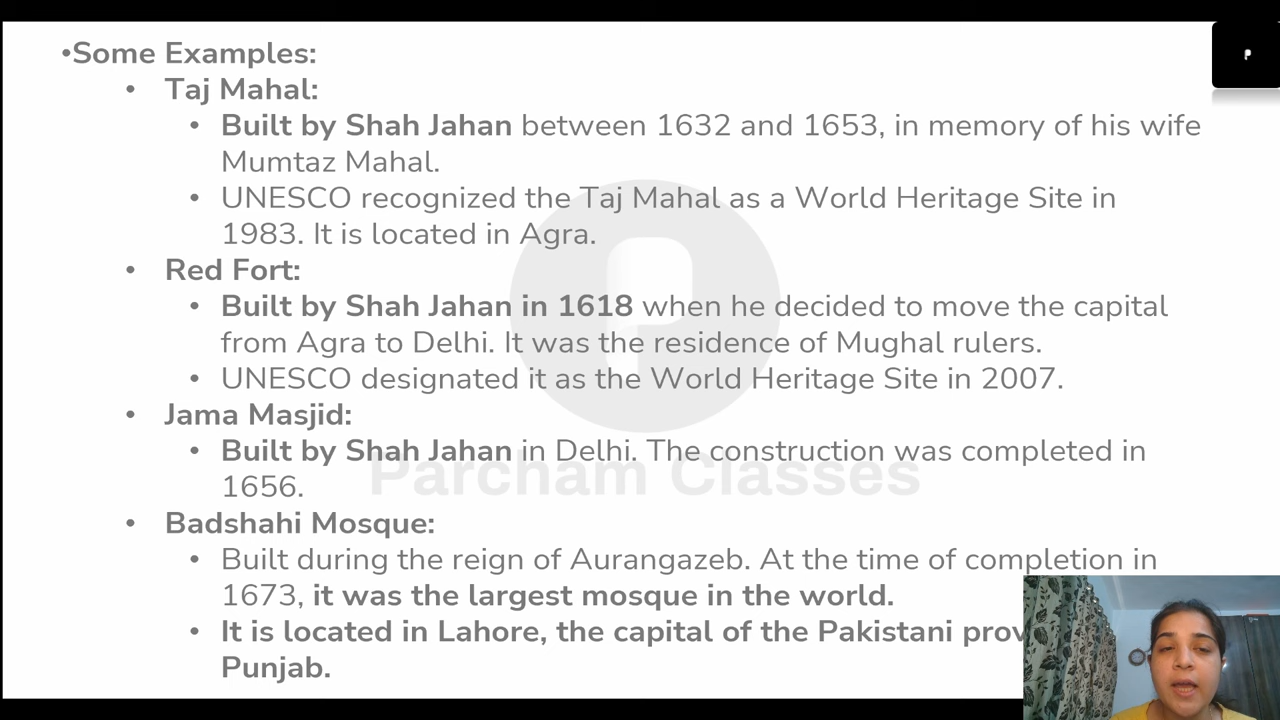 •Some Examples:
• Taj Mahal:
• Built by Shah Jahan between 1632 and 1653, in memory of his wife
Mumtaz Mahal.
• UNESCO recognized the Taj Mahal as a World Heritage Site in
1983. It is located in Agra.
• Red Fort:
• Built by Shah Jahan in 1618 when he decided to move the capital
from Agra to Delhi. It was the residence of Mughal rulers.
• UNESCO designated it as the World Heritage Site in 2007.
• Jama Masjid:
• Built by Shah Jahan in Delhi. The construction was completed in
1656.
Parcham Classes
• Badshahi Mosque:
• Built during the reign of Aurangazeb. At the time of completion in
1673, it was the largest mosque in the world.
• It is located in Lahore, the capital of the Pakistani
Punjab.